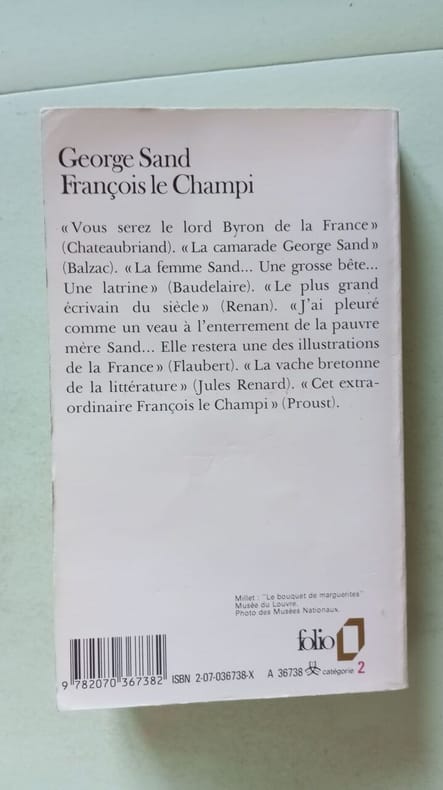 George Sand
François le Champi
« Vous serez le lord Byron de la France »
(Chateaubriand). « La camarade George Sand »
(Balzac). « La femme Sand... Une grosse bête...
Une latrine » (Baudelaire). « Le plus grand
écrivain du siècle » (Renan). « J'ai pleuré
comme un veau à l'enterrement de la pauvre
mère Sand... Elle restera une des illustrations
de la France » (Flaubert). « La vache bretonne
de la littérature » (Jules Renard). « Cet extra-
ordinaire François le Champi » (Proust).
Millet : "Le bouquet de marguerites"
Musée du Louvre.
Photo des Musées Nationaux.
folio
9 782070 367382 ISBN 2-07-036738-X A 36738 catégorie 2